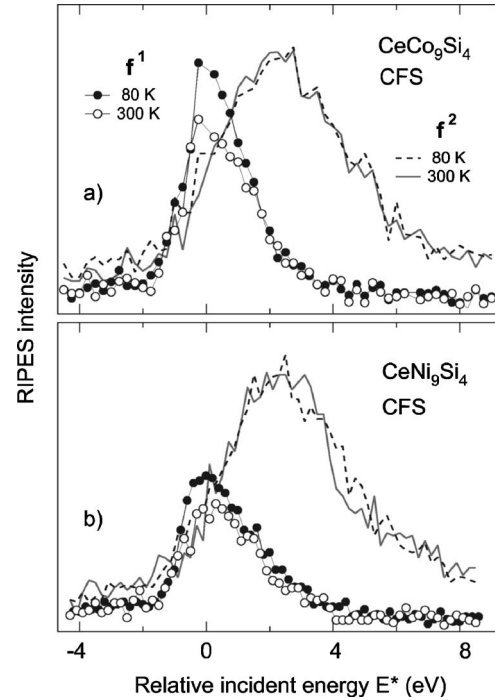 CeCo9Si4
CFS
f1
80 K
300 K
f2
80 K
300 K
a)
RIPES intensity
CeNi9Si4
CFS
b)
-4 0 4 8
Relative incident energy E* (eV)